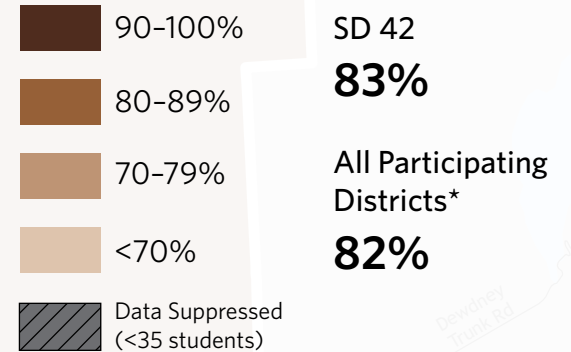 90–100%
80–89%
70–79%
<70%
Data Suppressed
(<35 students)
SD 42
83%
All Participating
Districts*
82%
Dewdney
Trunk Rd